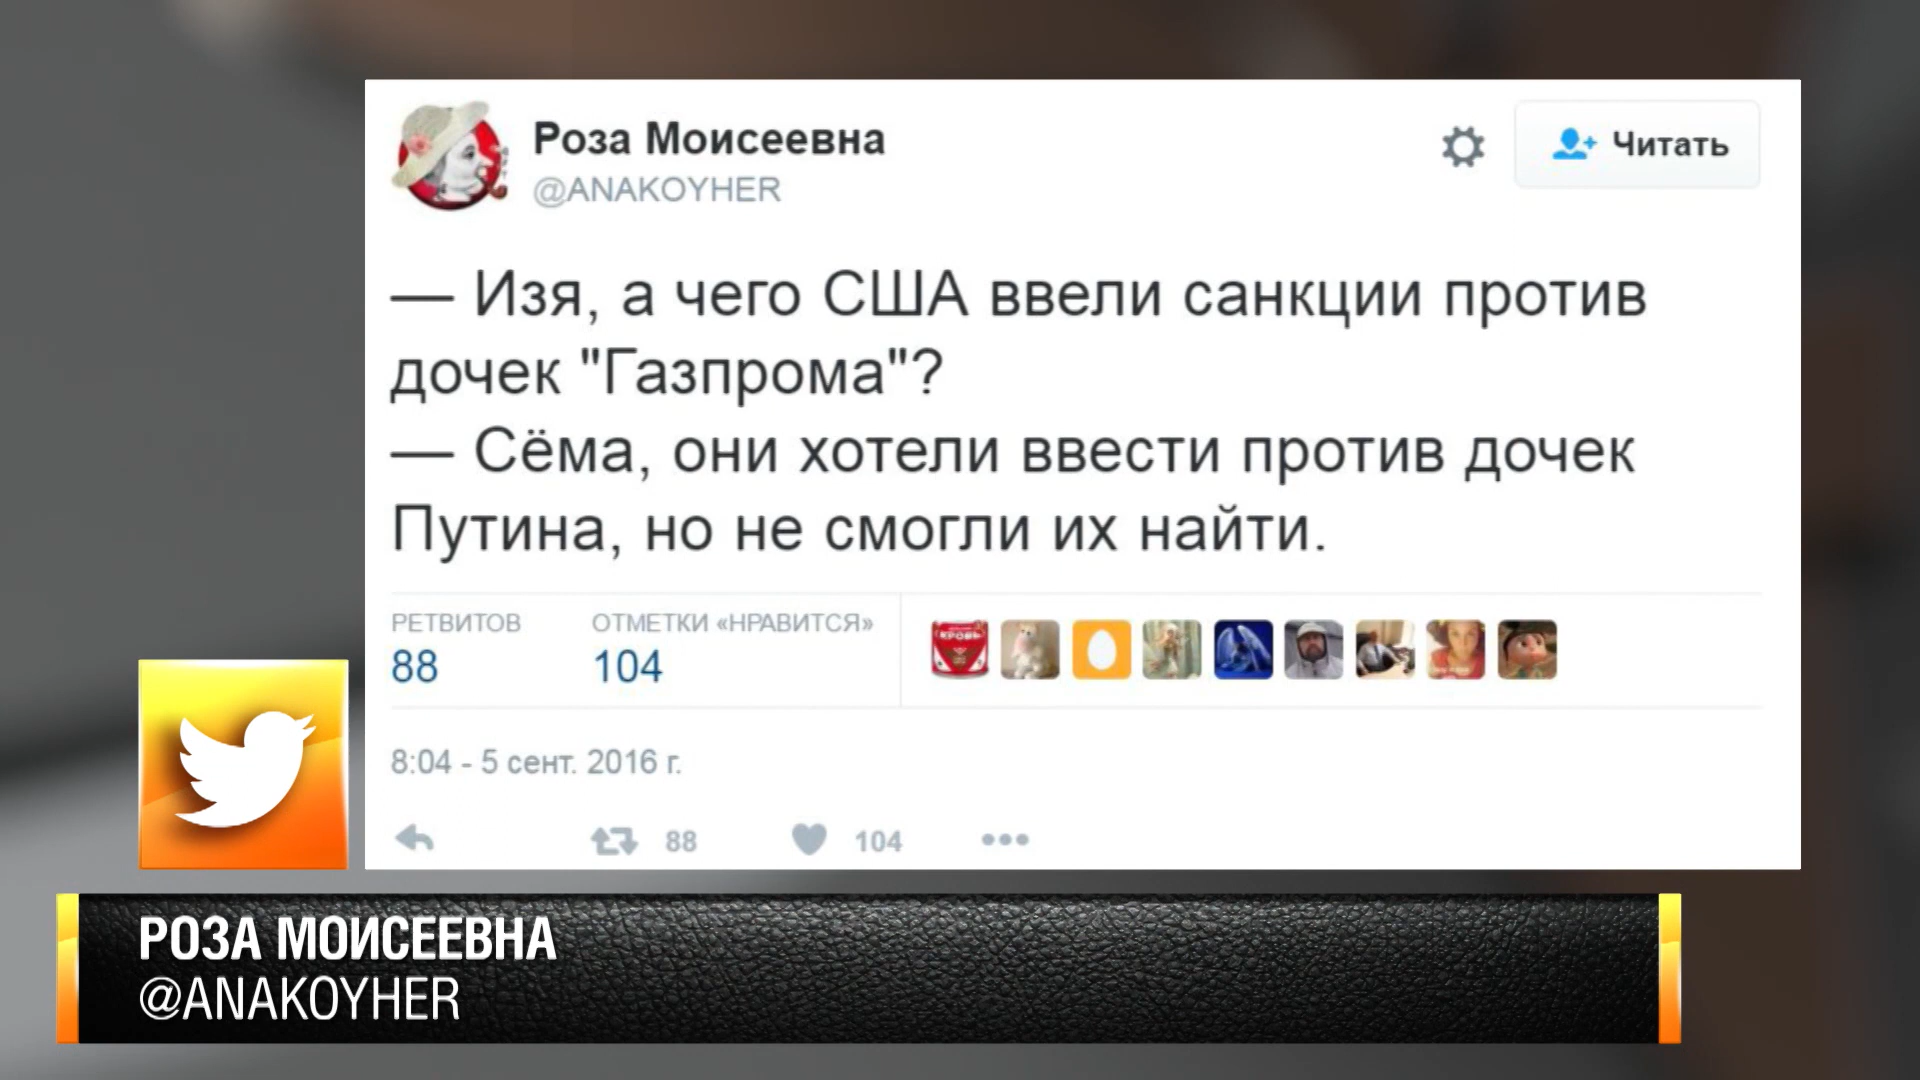 Роза Моисеевна
@ANAKOYHER
Читать
— Изя, а чего США ввели санкции против
дочек "Газпрома"?
— Сёма, они хотели ввести против дочек
Путина, но не смогли их найти.
РЕТВИТОВ
88
ОТМЕТКИ «НРАВИТСЯ»
104
КРОВЬ
8:04 - 5 сент. 2016 г.
88
104
РОЗА МОИСЕЕВНА
@ANAKOYHER